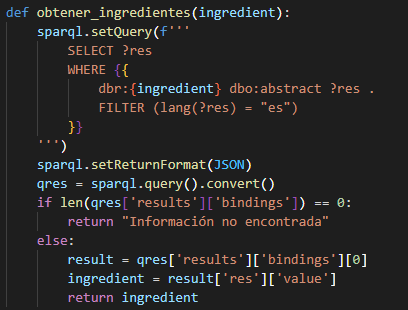 def obtener_ingredientes(ingredient):
    sparql.setQuery(f'''
        SELECT ?res
        WHERE {{
            dbr:{ingredient} dbo:abstract ?res .
            FILTER (lang(?res) = "es")
        }}
    ''')
    sparql.setReturnFormat(JSON)
    qres = sparql.query().convert()
    if len(qres['results']['bindings']) == 0:
        return "Información no encontrada"
    else:
        result = qres['results']['bindings'][0]
        ingredient = result['res']['value']
        return ingredient